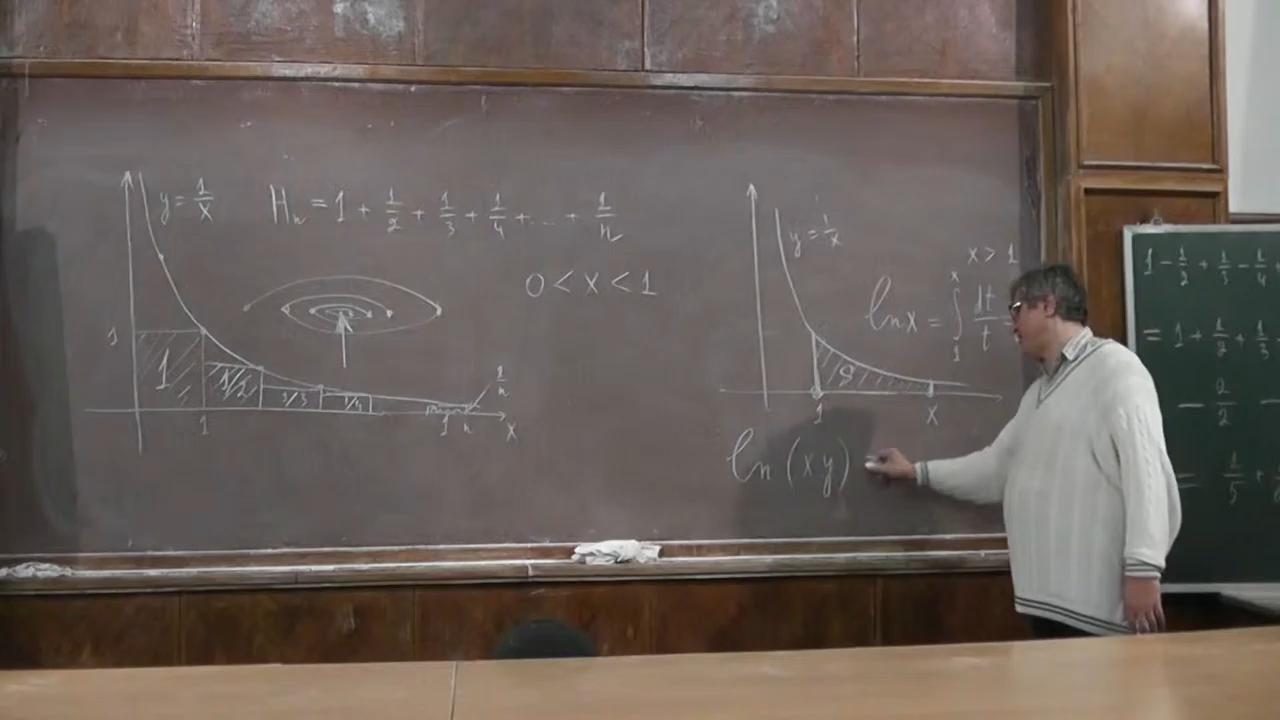 y = 1/x
H_n = 1 + 1/2 + 1/3 + 1/4 + ... + 1/n
0 < x < 1
1
1
1/2
1/3
1/4
1/n
1
n
x
y = 1/x
x > 1
ln x = ∫_1^x dt/t =
S
1
x
ln (xy) =
1 - 1/2 + 1/3 - 1/4
= 1 + 1/2 + 1/3
- 2/2 -
= 1/5 +